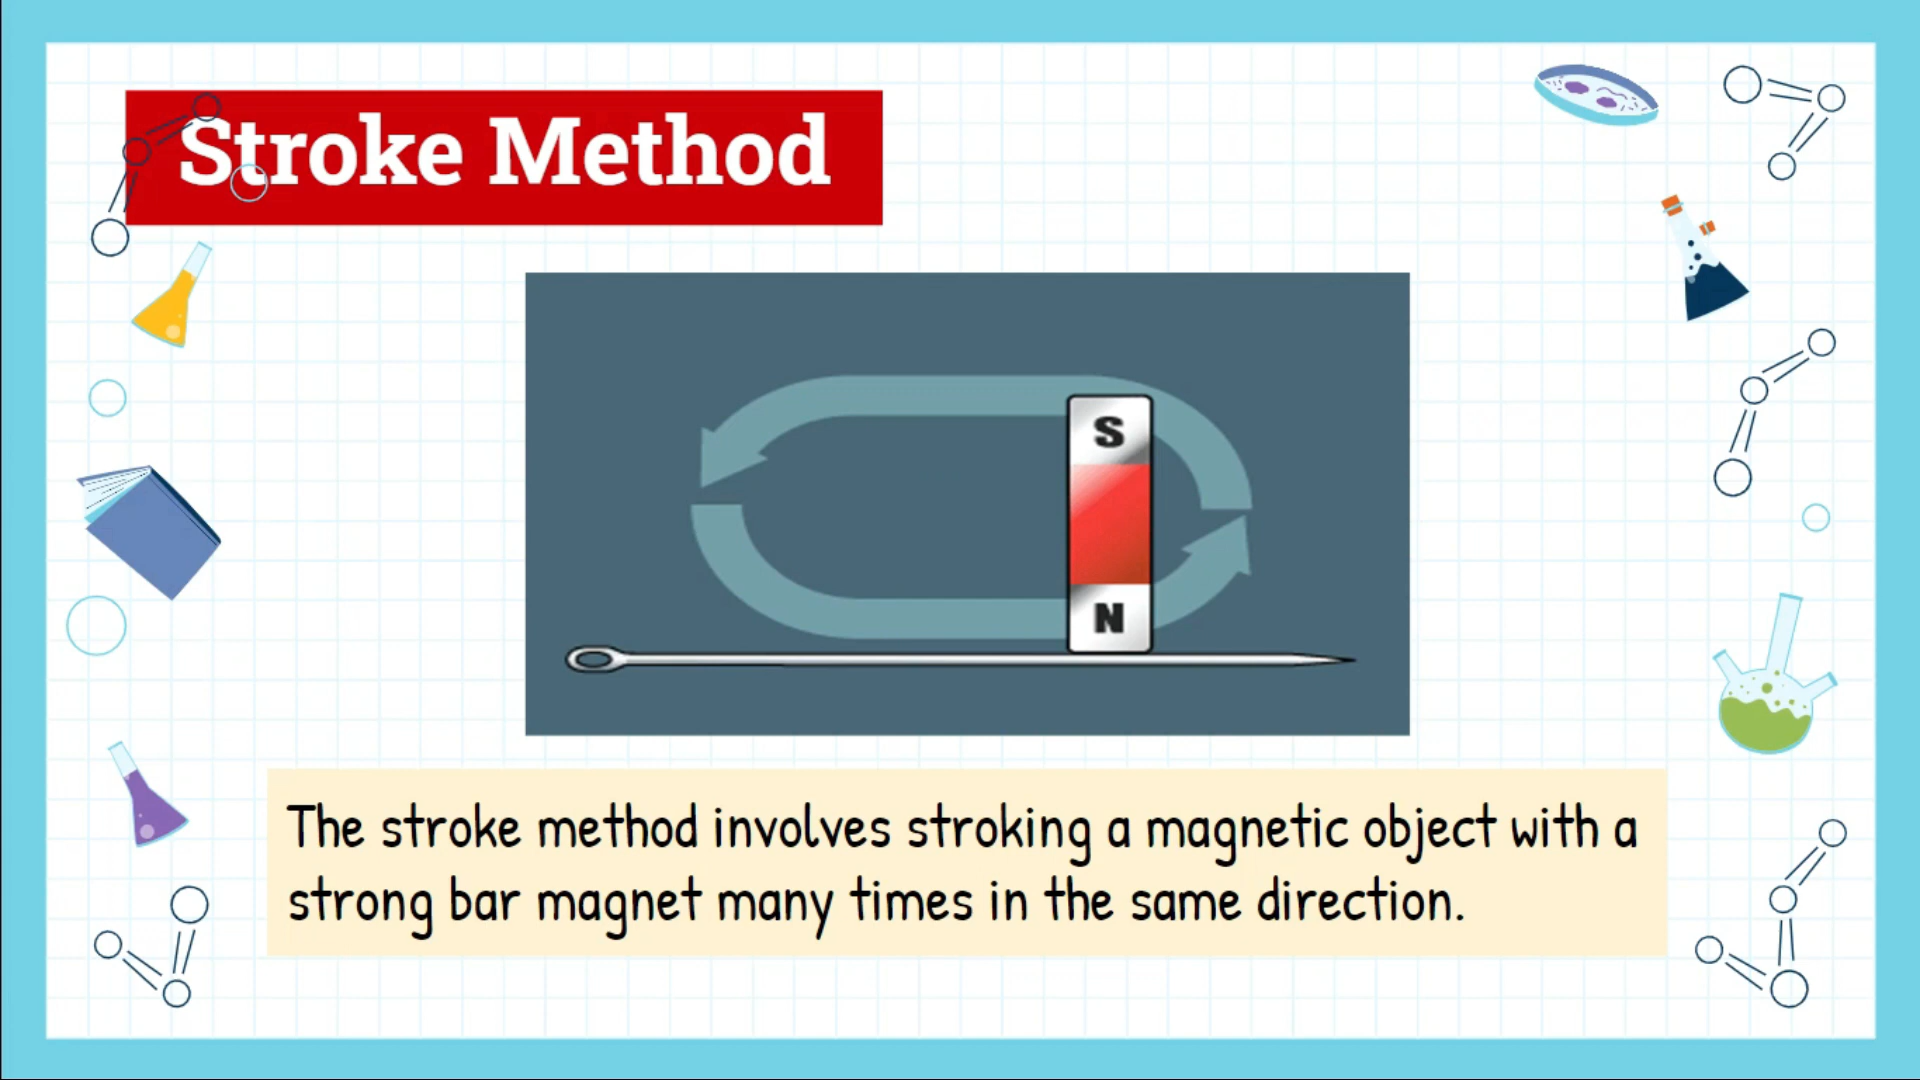 Stroke Method
S
N
The stroke method involves stroking a magnetic object with a
strong bar magnet many times in the same direction.